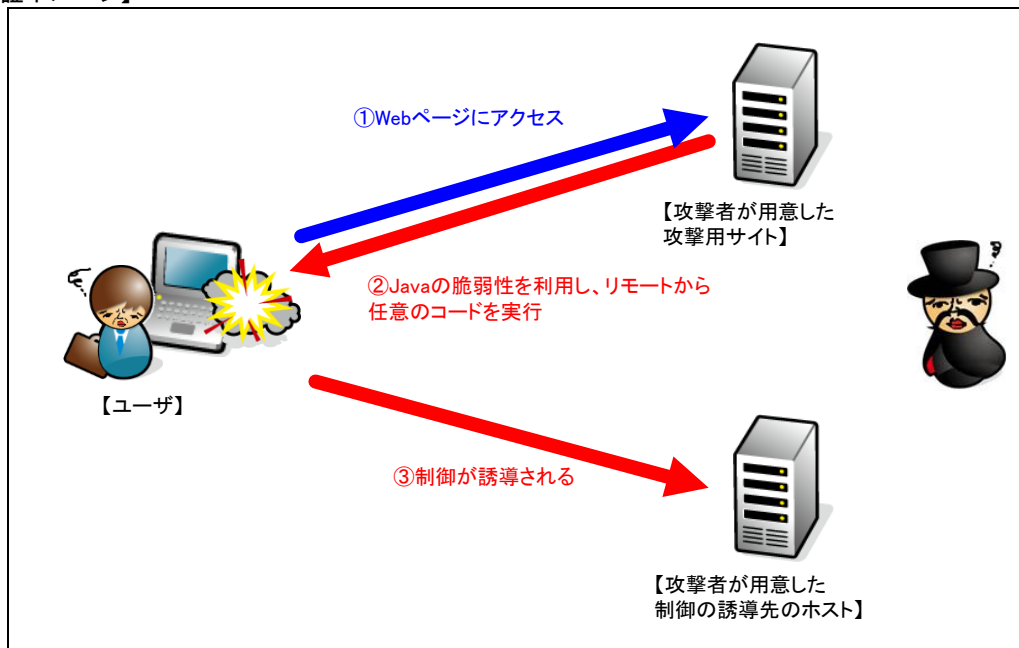 ①Webページにアクセス
【攻撃者が用意した
攻撃用サイト】
②Javaの脆弱性を利用し、リモートから
任意のコードを実行
【ユーザ】
③制御が誘導される
【攻撃者が用意した
制御の誘導先のホスト】